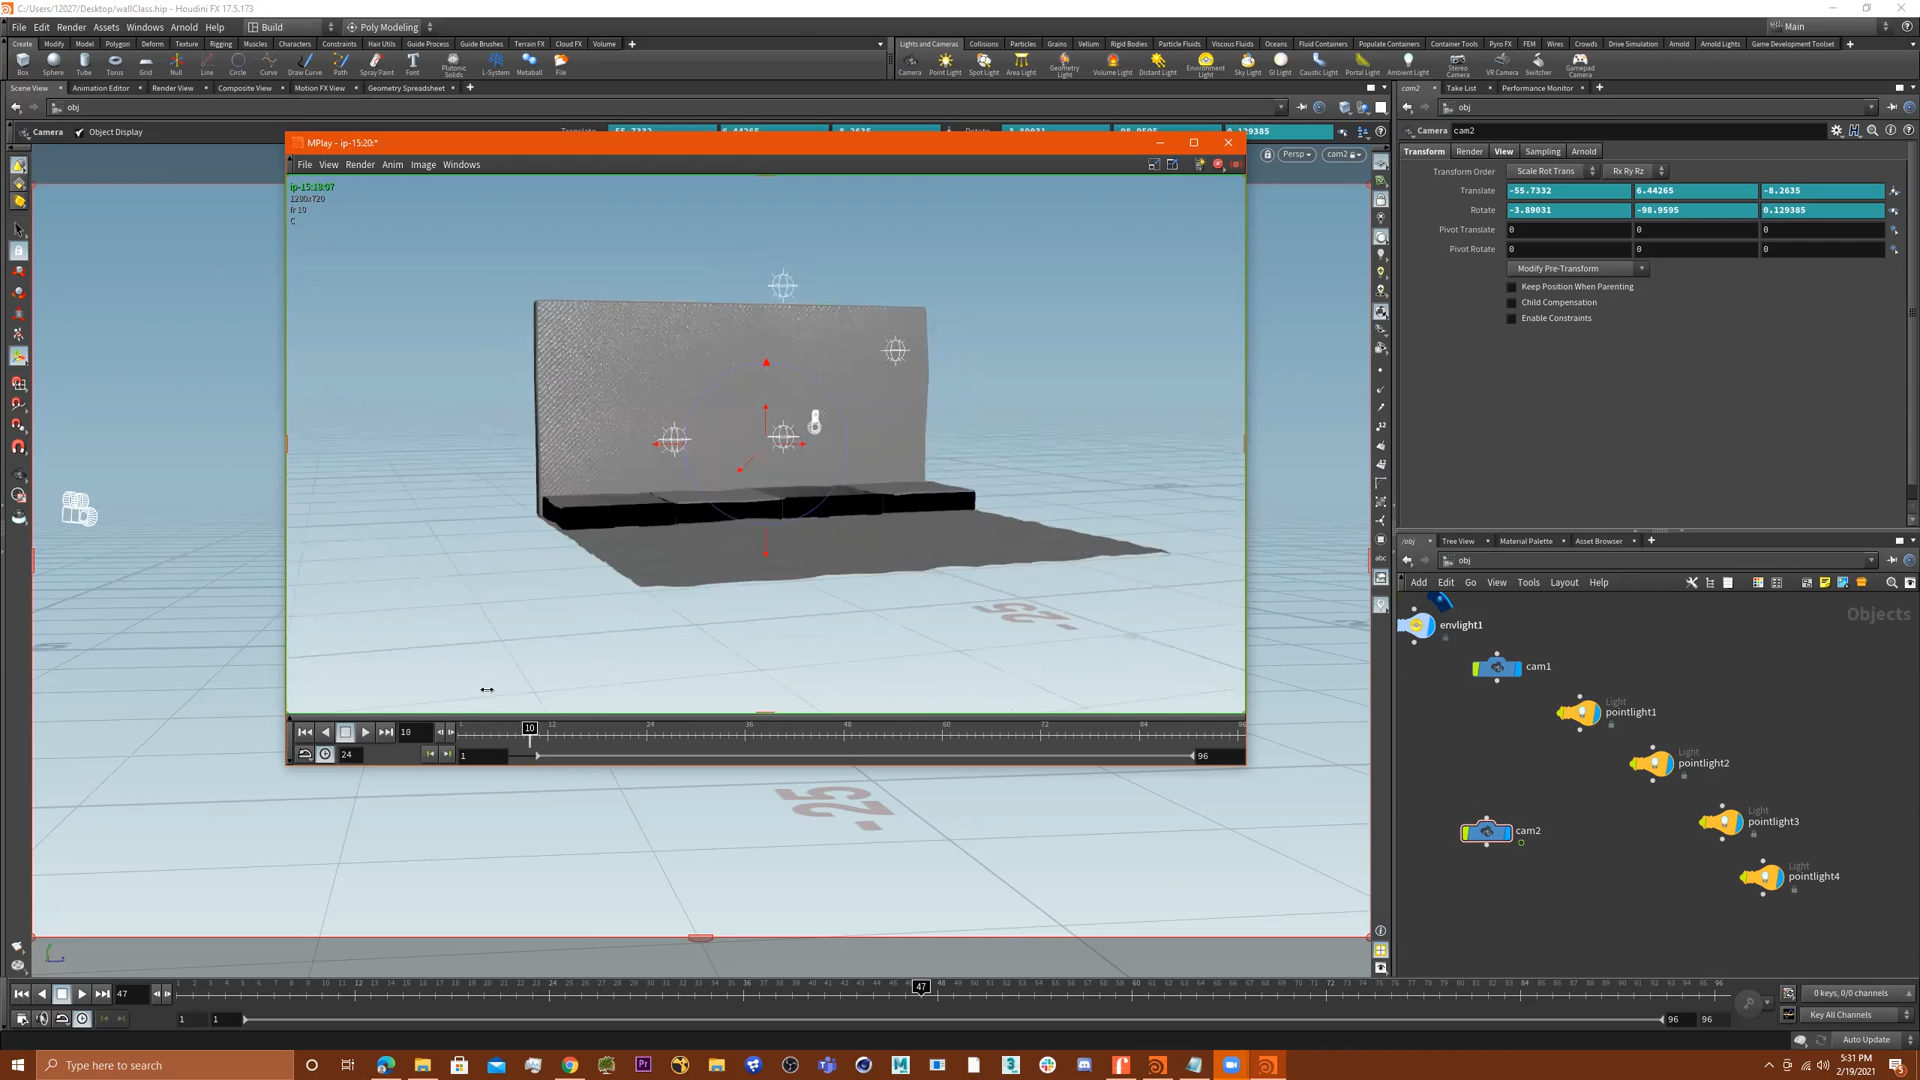 C:/Users/12027/Desktop/wallClass.hip - Houdini FX 17.5.173
File Edit Render Assets Windows Arnold Help Build Poly Modeling Main
Create Modify Model Polygon Deform Texture Rigging Muscles Characters Constraints Hair Utils Guide Process Guide Brushes Terrain FX Cloud FX Volume
Lights and Cameras Collisions Particles Grains Vellum Rigid Bodies Particle Fluids Viscous Fluids Oceans Fluid Containers Populate Containers Container Tools Pyro FX FEM Wires Crowds Drive Simulation Arnold Arnold Lights Game Development Toolset
Box Sphere Tube Torus Grid Null Line Circle Curve Draw Curve Path Spray Paint Font Platonic Solids L-System Metaball File
Camera Point Light Spot Light Area Light Geometry Light Volume Light Distant Light Environment Light Sky Light GI Light Caustic Light Portal Light Ambient Light Stereo Camera VR Camera Switcher Gamepad Camera
Scene View Animation Editor Render View Composite View Motion FX View Geometry Spreadsheet
cam2 Take List Performance Monitor
obj
obj
Camera Object Display
Camera cam2
MPlay - ip-15:20:*
File View Render Anim Image Windows
Persp cam2
ip-15:18:07
1280x720
fr 10
C
Transform Render View Sampling Arnold
Transform Order Scale Rot Trans Rx Ry Rz
Translate -55.7332 6.44265 -8.2635
Rotate -3.89031 -98.9595 0.129385
Pivot Translate 0 0 0
Pivot Rotate 0 0 0
Modify Pre-Transform
Keep Position When Parenting
Child Compensation
Enable Constraints
/obj Tree View Material Palette Asset Browser
obj
Add Edit Go View Tools Layout Help
Objects
envlight1
cam1
Light
pointlight1
Light
pointlight2
Light
pointlight3
cam2
Light
pointlight4
-25
10 1 10 12 24 36 48 60 72 84 96
24 1 96
-25
47 47
1 1 96 96
0 keys, 0/0 channels
Key All Channels
Auto Update
Type here to search
5:31 PM
2/19/2021